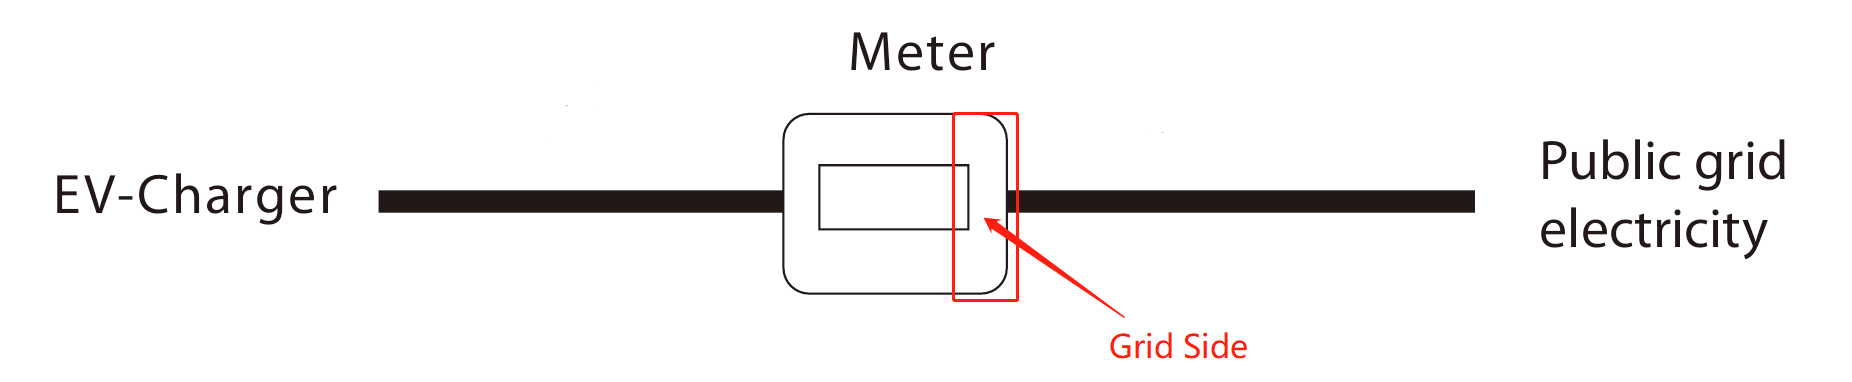 Meter
EV-Charger
Public grid
electricity
Grid Side